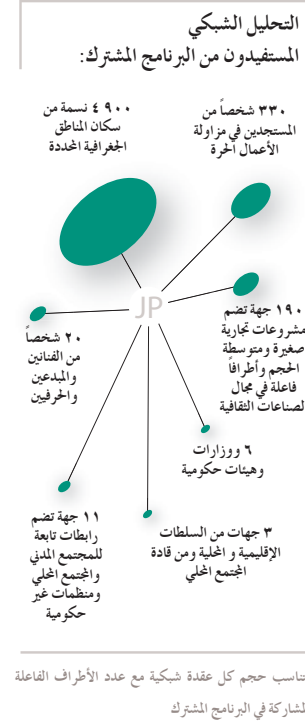 التحليل الشبكي
المستفيدون من البرنامج المشترك:
٣٣٠ شخصاً من
المستجدين في مزاولة
الأعمال الحرة
٤ ٩٠٠ نسمة من
سكان المناطق
الجغرافية المحددة
JP
١٩٠ جهة تضم
مشروعات تجارية
صغيرة ومتوسطة
الحجم وأطرافاً
فاعلة في مجال
لصناعات الثقافية
٢٠ شخصاً
من الفنانين
والمبدعين
والحرفيين
٦ ووزارات
وهيئات حكومية
٣ جهات من السلطات
الإقليمية و المحلية ومن قادة
المجتمع المحلي
١١ جهة تضم
رابطات تابعة
للمجتمع المدني
والمجتمع المحلي
ومنظمات غير
حكومية
تناسب حجم كل عقدة شبكية مع عدد الأطراف الفاعلة
لشاركة في البرنامج المشترك